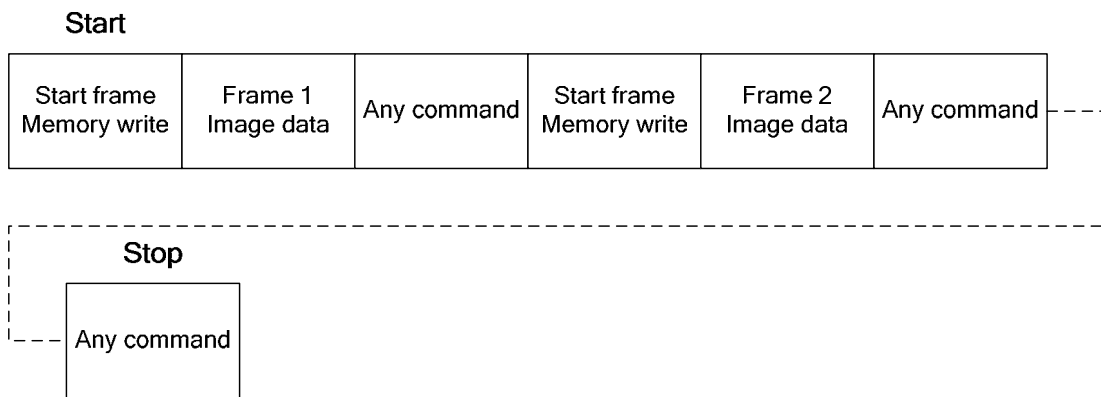 Start
Start frame
Memory write
Frame 1
Image data
Any command
Start frame
Memory write
Frame 2
Image data
Any command
Stop
Any command